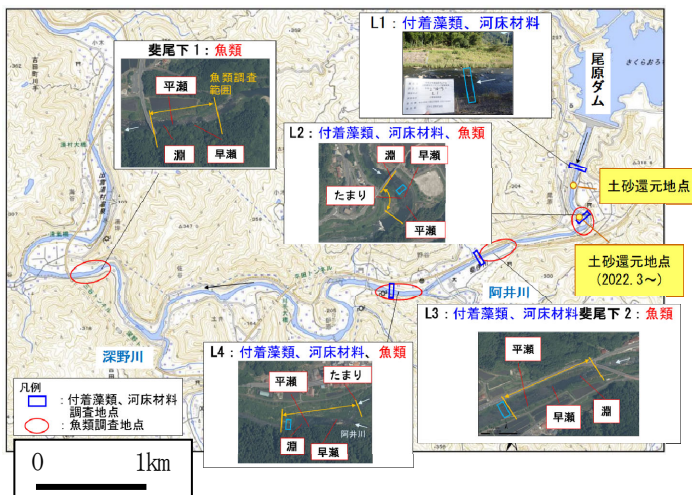 斐尾下1：魚類
平瀬
魚類調査
範囲
淵
早瀬
L1：付着藻類、河床材料
尾原ダム
さくらおろち
L2：付着藻類、河床材料、魚類
淵
早瀬
たまり
平瀬
土砂還元地点
土砂還元地点
(2022.3～)
阿井川
深野川
L3：付着藻類、河床材料斐尾下2：魚類
平瀬
早瀬
淵
L4：付着藻類、河床材料、魚類
平瀬
たまり
淵
早瀬
阿井川
凡例
：付着藻類、河床材料
調査地点
：魚類調査地点
0 1km